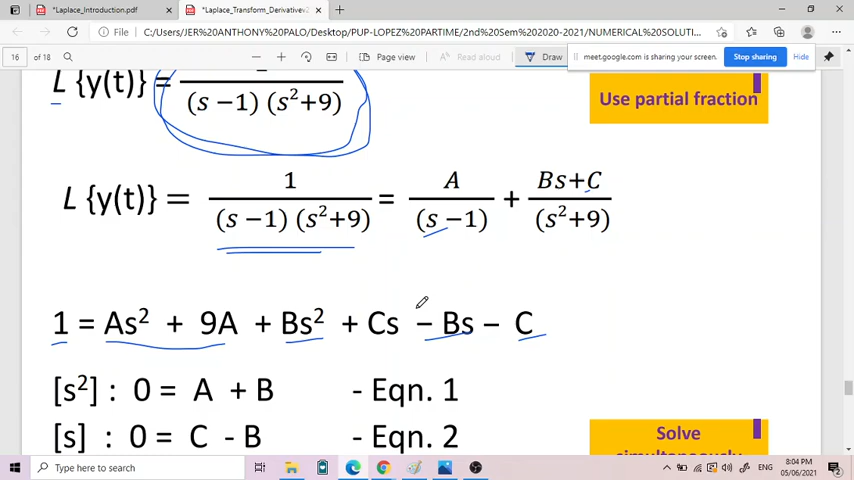 *Laplace_Introduction.pdf
*Laplace_Transform_Derivativev2
C:/Users/JER%20ANTHONY%20PALO/Desktop/PUP-LOPEZ%20PARTIME/2nd%20Sem%202020-2021/NUMERICAL%20SOLUTI...
16 of 18
Page view
Read aloud
Draw
meet.google.com is sharing your screen.
Stop sharing
Hide
L {y(t)} =
(s −1) (s²+9)
Use partial fraction
L {y(t)} = 1/((s −1) (s²+9)) = A/(s −1) + Bs+C/(s²+9)
1 = As² + 9A + Bs² + Cs − Bs − C
[s²] : 0 = A + B - Eqn. 1
[s] : 0 = C - B - Eqn. 2
Solve
simultaneously
Type here to search
ENG
8:04 PM
05/06/2021